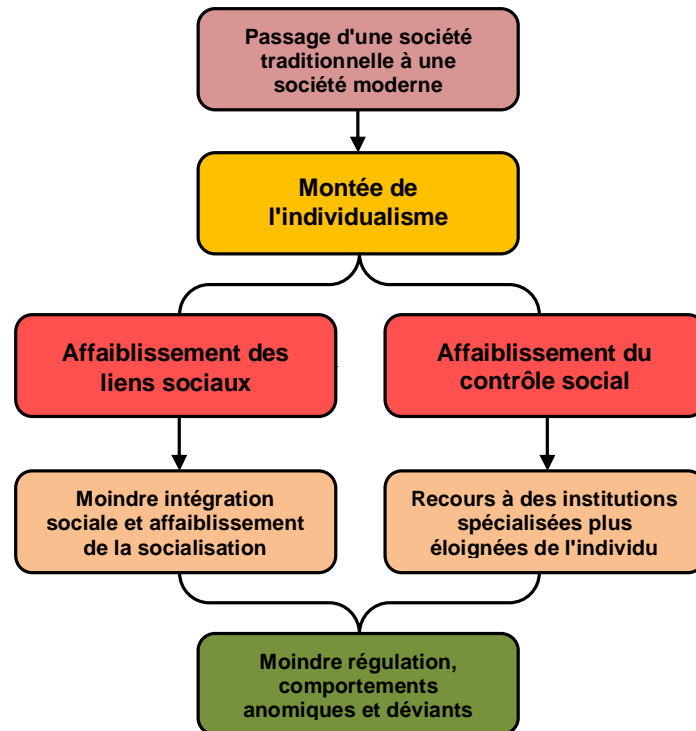 Passage d'une société
traditionnelle à une
société moderne
Montée de
l'individualisme
Affaiblissement des
liens sociaux
Affaiblissement du
contrôle social
Moindre intégration
sociale et affaiblissement
de la socialisation
Recours à des institutions
spécialisées plus
éloignées de l'individu
Moindre régulation,
comportements
anomiques et déviants